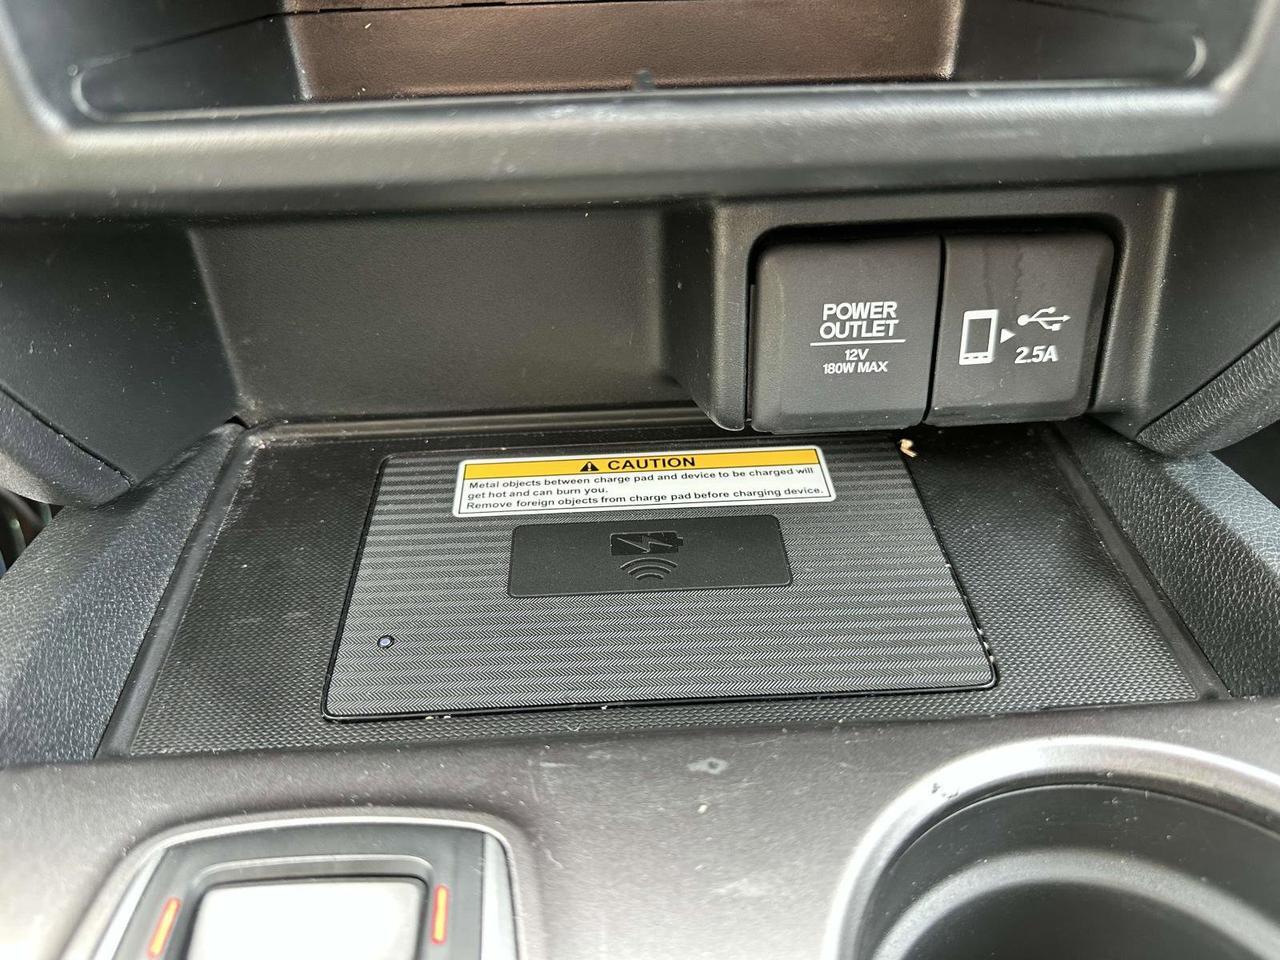 POWER
OUTLET
12V
180W MAX
2.5A
CAUTION
Metal objects between charge pad and device to be charged will
get hot and can burn you.
Remove foreign objects from charge pad before charging device.